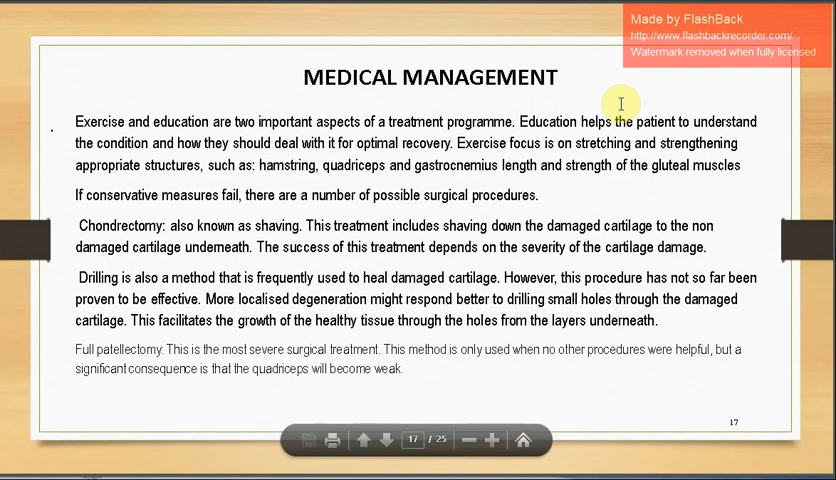 Made by FlashBack
http://www.flashbackrecorder.com/
Watermark removed when fully licensed
MEDICAL MANAGEMENT
Exercise and education are two important aspects of a treatment programme. Education helps the patient to understand
the condition and how they should deal with it for optimal recovery. Exercise focus is on stretching and strengthening
appropriate structures, such as: hamstring, quadriceps and gastrocnemius length and strength of the gluteal muscles
If conservative measures fail, there are a number of possible surgical procedures.
Chondrectomy: also known as shaving. This treatment includes shaving down the damaged cartilage to the non
damaged cartilage underneath. The success of this treatment depends on the severity of the cartilage damage.
Drilling is also a method that is frequently used to heal damaged cartilage. However, this procedure has not so far been
proven to be effective. More localised degeneration might respond better to drilling small holes through the damaged
cartilage. This facilitates the growth of the healthy tissue through the holes from the layers underneath.
Full patellectomy: This is the most severe surgical treatment. This method is only used when no other procedures were helpful, but a
significant consequence is that the quadriceps will become weak.
17
17 / 25